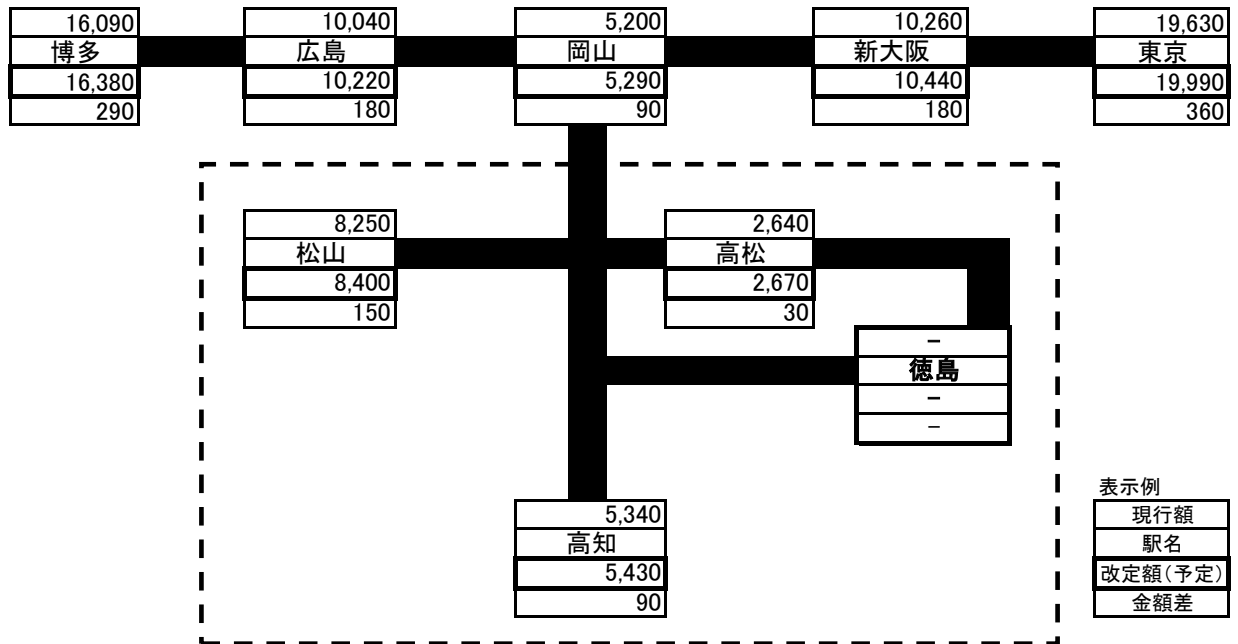 16,090
博多
16,380
290
10,040
広島
10,220
180
5,200
岡山
5,290
90
10,260
新大阪
10,440
180
19,630
東京
19,990
360
8,250
松山
8,400
150
2,640
高松
2,670
30
-
徳島
-
-
5,340
高知
5,430
90
表示例
現行額
駅名
改定額(予定)
金額差